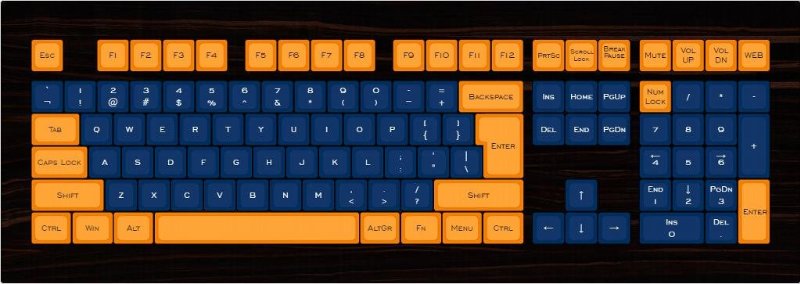 Esc F1 F2 F3 F4 F5 F6 F7 F8 F9 F10 F11 F12 PrtSc Scroll Lock Break Pause Mute Vol Up Vol Dn Web
` ¬ 1 ! 2 @ 3 # 4 $ 5 % 6 ^ 7 & 8 * 9 ( 0 ) - _ = + Backspace Ins Home PgUp Num Lock / * -
Tab Q W E R T Y U I O P [ { ] } Enter Del End PgDn 7 8 9 +
Caps Lock A S D F G H J K L ; : ' " | \ ← 4 5 → 6
Shift Z X C V B N M , < . > / ? Shift ↑ End 1 ↓ 2 PgDn 3 Enter
Ctrl Win Alt AltGr Fn Menu Ctrl ← ↓ → Ins 0 Del .